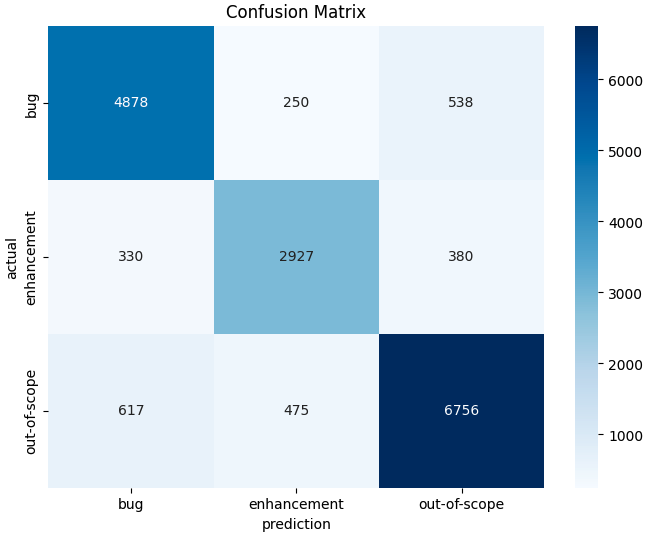 Confusion Matrix
bug
4878
250
538
actual
enhancement
330
2927
380
out-of-scope
617
475
6756
bug
enhancement
out-of-scope
prediction
6000
5000
4000
3000
2000
1000